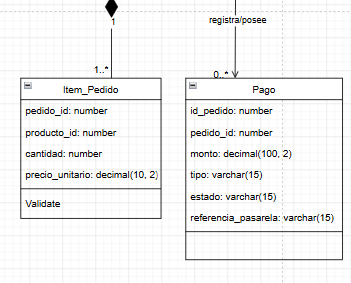 registra/posee
1
1..*
0..*
Item_Pedido
pedido_id: number
producto_id: number
cantidad: number
precio_unitario: decimal(10, 2)
Validate
Pago
id_pedido: number
pedido_id: number
monto: decimal(100, 2)
tipo: varchar(15)
estado: varchar(15)
referencia_pasarela: varchar(15)